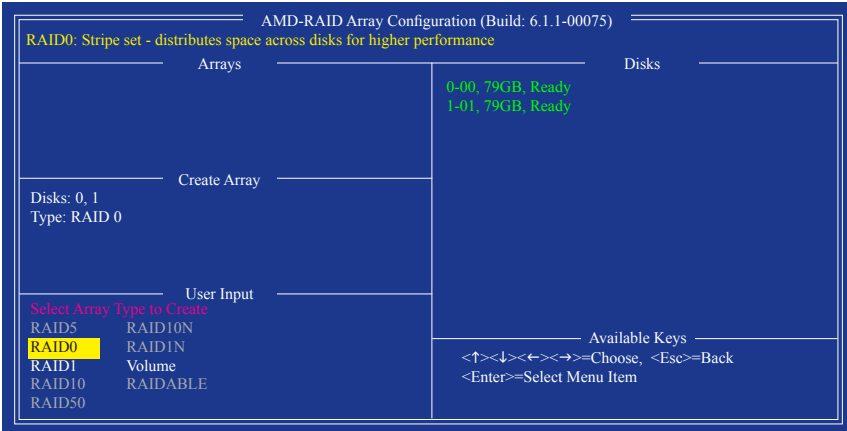 AMD-RAID Array Configuration (Build: 6.1.1-00075)
RAID0: Stripe set - distributes space across disks for higher performance
Arrays
Disks
0-00, 79GB, Ready
1-01, 79GB, Ready
Create Array
Disks: 0, 1
Type: RAID 0
User Input
Select Array Type to Create
RAID5 RAID10N
RAID0 RAID1N
RAID1 Volume
RAID10 RAIDABLE
RAID50
Available Keys
<↑><↓><←><→>=Choose, <Esc>=Back
<Enter>=Select Menu Item